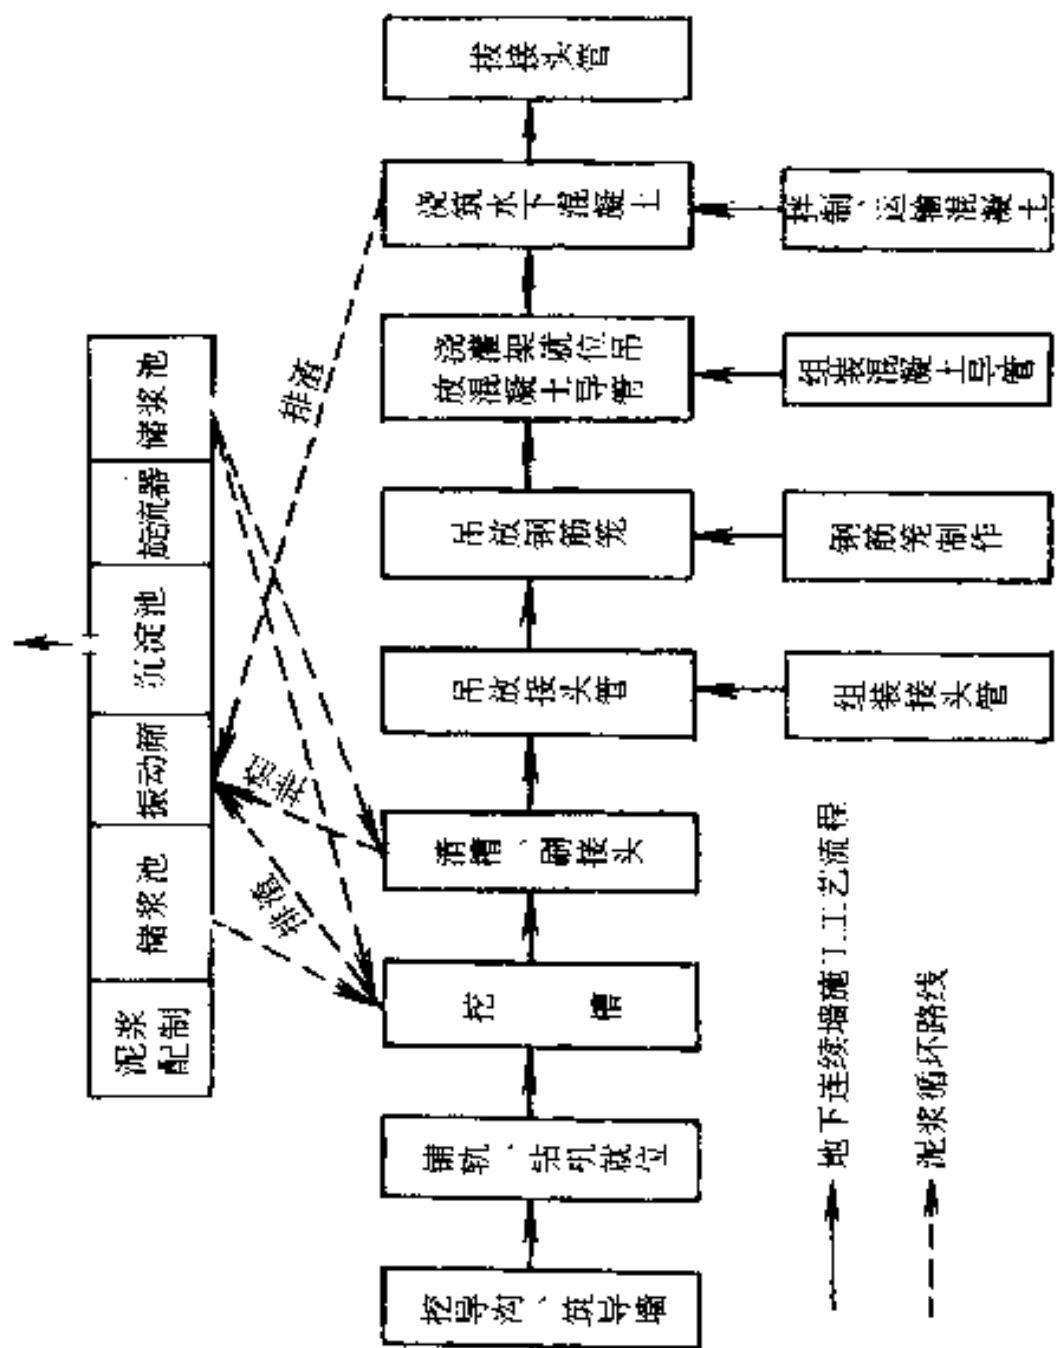 泥浆
配制
储浆池
振动筛
沉淀池
旋流器
储浆池
排渣
排渣
排渣
挖导沟、筑导墙
铺轨、钻机就位
挖 槽
清槽、刷接头
吊放接头管
吊放钢筋笼
浇灌架就位吊
放混凝土导管
浇筑水下混凝土
拔接头管
组装接头管
钢筋笼制作
组装混凝土导管
拌制、运输混凝土
地下连续墙施工工艺流程
泥浆循环路线